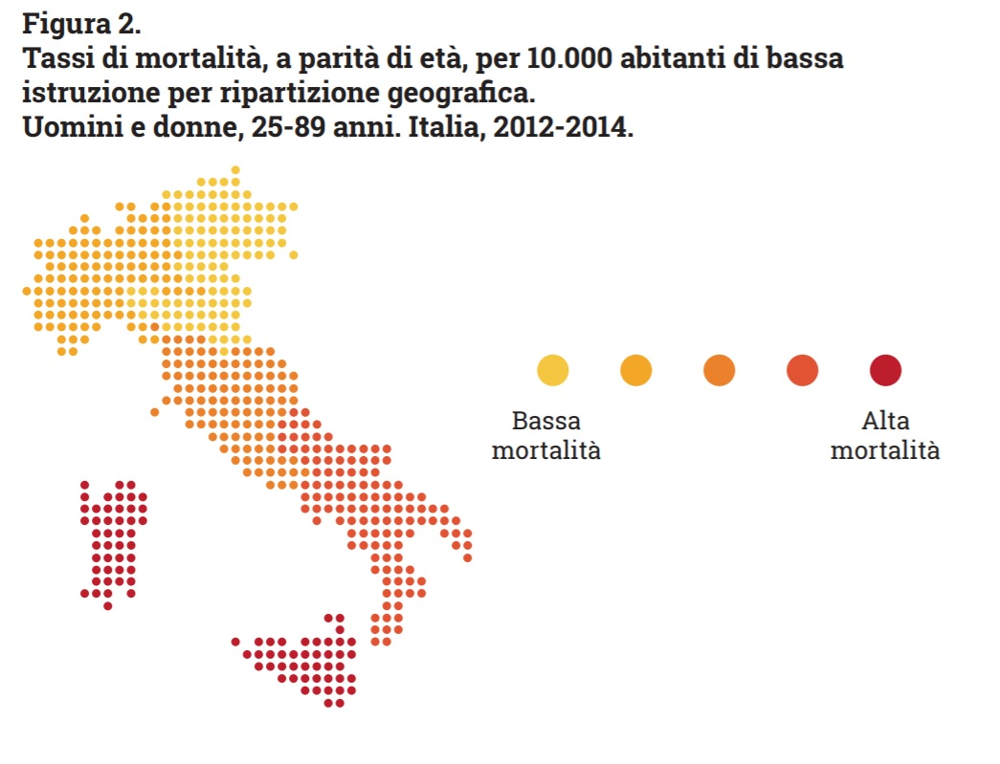 Figura 2.
Tassi di mortalità, a parità di età, per 10.000 abitanti di bassa
istruzione per ripartizione geografica.
Uomini e donne, 25-89 anni. Italia, 2012-2014.
Bassa
mortalità
Alta
mortalità